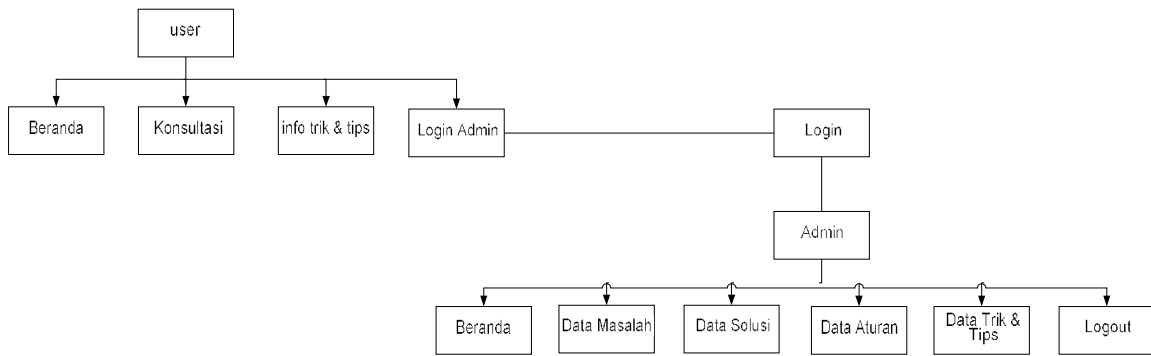 user
Beranda
Konsultasi
info trik & tips
Login Admin
Login
Admin
Beranda
Data Masalah
Data Solusi
Data Aturan
Data Trik &
Tips
Logout